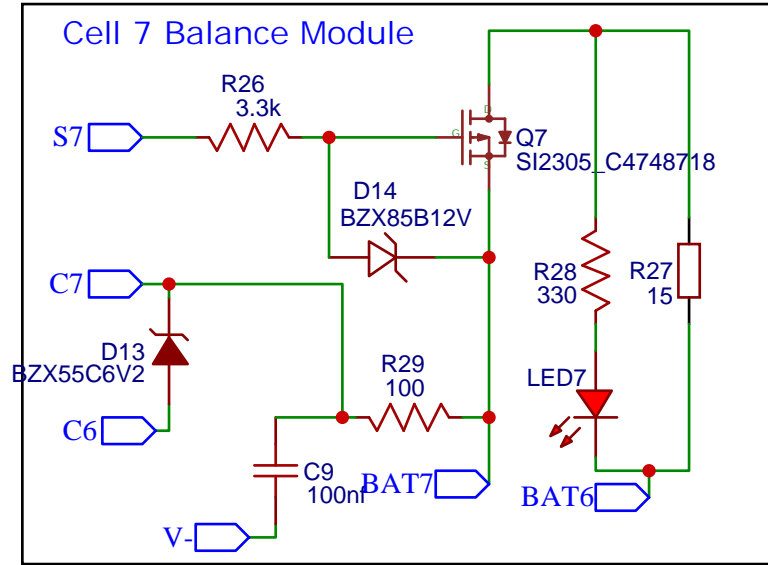 Cell 7 Balance Module
R26
3.3k
S7
D
G
S
Q7
SI2305_C4748718
D14
BZX85B12V
C7
R28
330
R27
15
D13
BZX55C6V2
R29
100
LED7
C6
C9
100nf
BAT7
BAT6
V-